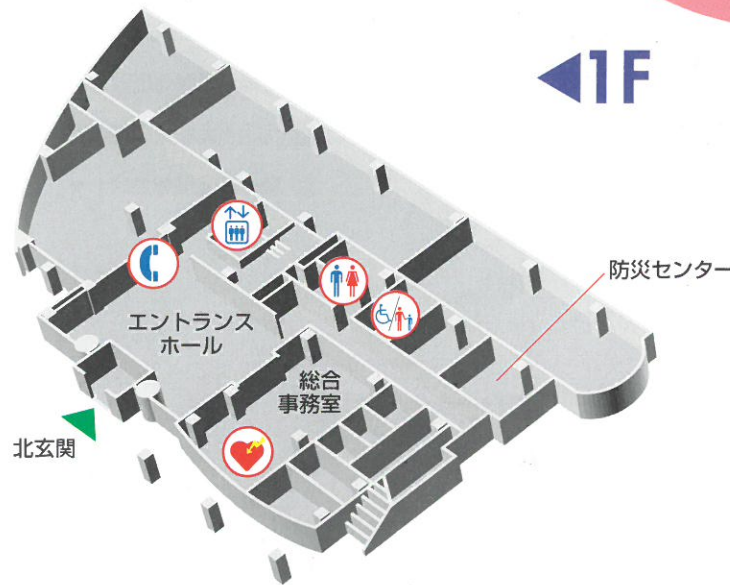 1F
防災センター
エントランス
ホール
総合
事務室
北玄関